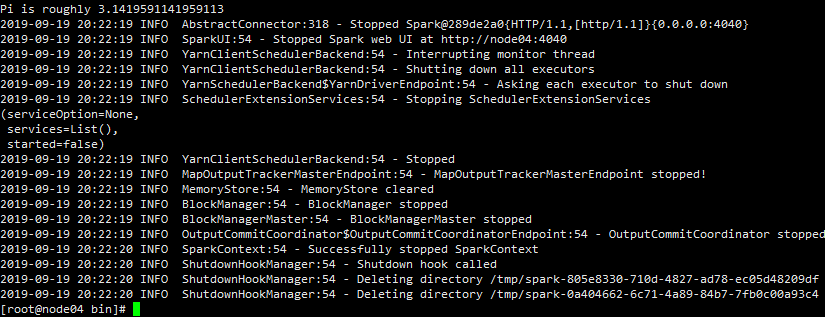 Pi is roughly 3.1419591141959113
2019-09-19 20:22:19 INFO  AbstractConnector:318 - Stopped Spark@289de2a0{HTTP/1.1,[http/1.1]}{0.0.0.0:4040}
2019-09-19 20:22:19 INFO  SparkUI:54 - Stopped Spark web UI at http://node04:4040
2019-09-19 20:22:19 INFO  YarnClientSchedulerBackend:54 - Interrupting monitor thread
2019-09-19 20:22:19 INFO  YarnClientSchedulerBackend:54 - Shutting down all executors
2019-09-19 20:22:19 INFO  YarnSchedulerBackend$YarnDriverEndpoint:54 - Asking each executor to shut down
2019-09-19 20:22:19 INFO  SchedulerExtensionServices:54 - Stopping SchedulerExtensionServices
(serviceOption=None,
 services=List(),
 started=false)
2019-09-19 20:22:19 INFO  YarnClientSchedulerBackend:54 - Stopped
2019-09-19 20:22:19 INFO  MapOutputTrackerMasterEndpoint:54 - MapOutputTrackerMasterEndpoint stopped!
2019-09-19 20:22:19 INFO  MemoryStore:54 - MemoryStore cleared
2019-09-19 20:22:19 INFO  BlockManager:54 - BlockManager stopped
2019-09-19 20:22:19 INFO  BlockManagerMaster:54 - BlockManagerMaster stopped
2019-09-19 20:22:19 INFO  OutputCommitCoordinator$OutputCommitCoordinatorEndpoint:54 - OutputCommitCoordinator stopped
2019-09-19 20:22:20 INFO  SparkContext:54 - Successfully stopped SparkContext
2019-09-19 20:22:20 INFO  ShutdownHookManager:54 - Shutdown hook called
2019-09-19 20:22:20 INFO  ShutdownHookManager:54 - Deleting directory /tmp/spark-805e8330-710d-4827-ad78-ec05d48209df
2019-09-19 20:22:20 INFO  ShutdownHookManager:54 - Deleting directory /tmp/spark-0a404662-6c71-4a89-84b7-7fb0c00a93c4
[root@node04 bin]#